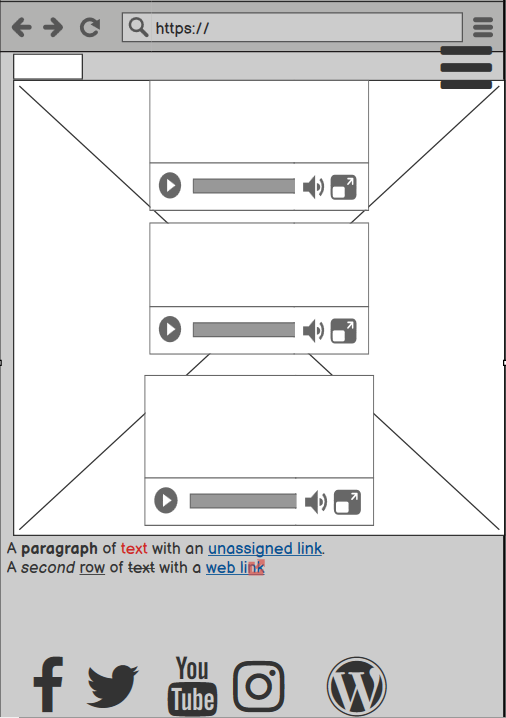 https://
A paragraph of text with an unassigned link.
A second row of text with a web link
You
Tube